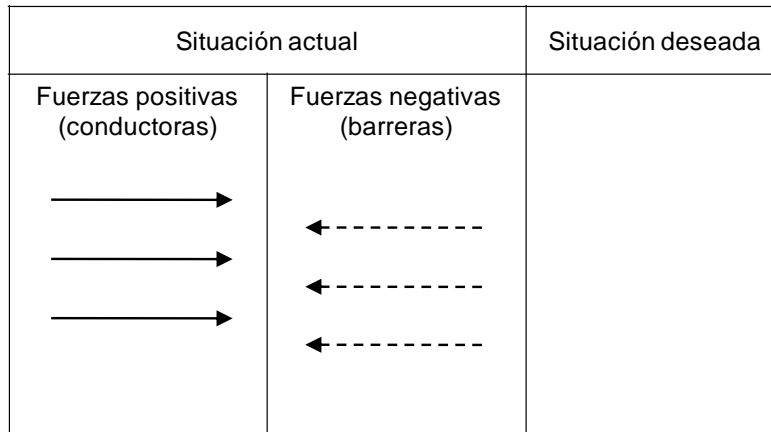 Situación actual
Situación deseada
Fuerzas positivas
(conductoras)
Fuerzas negativas
(barreras)